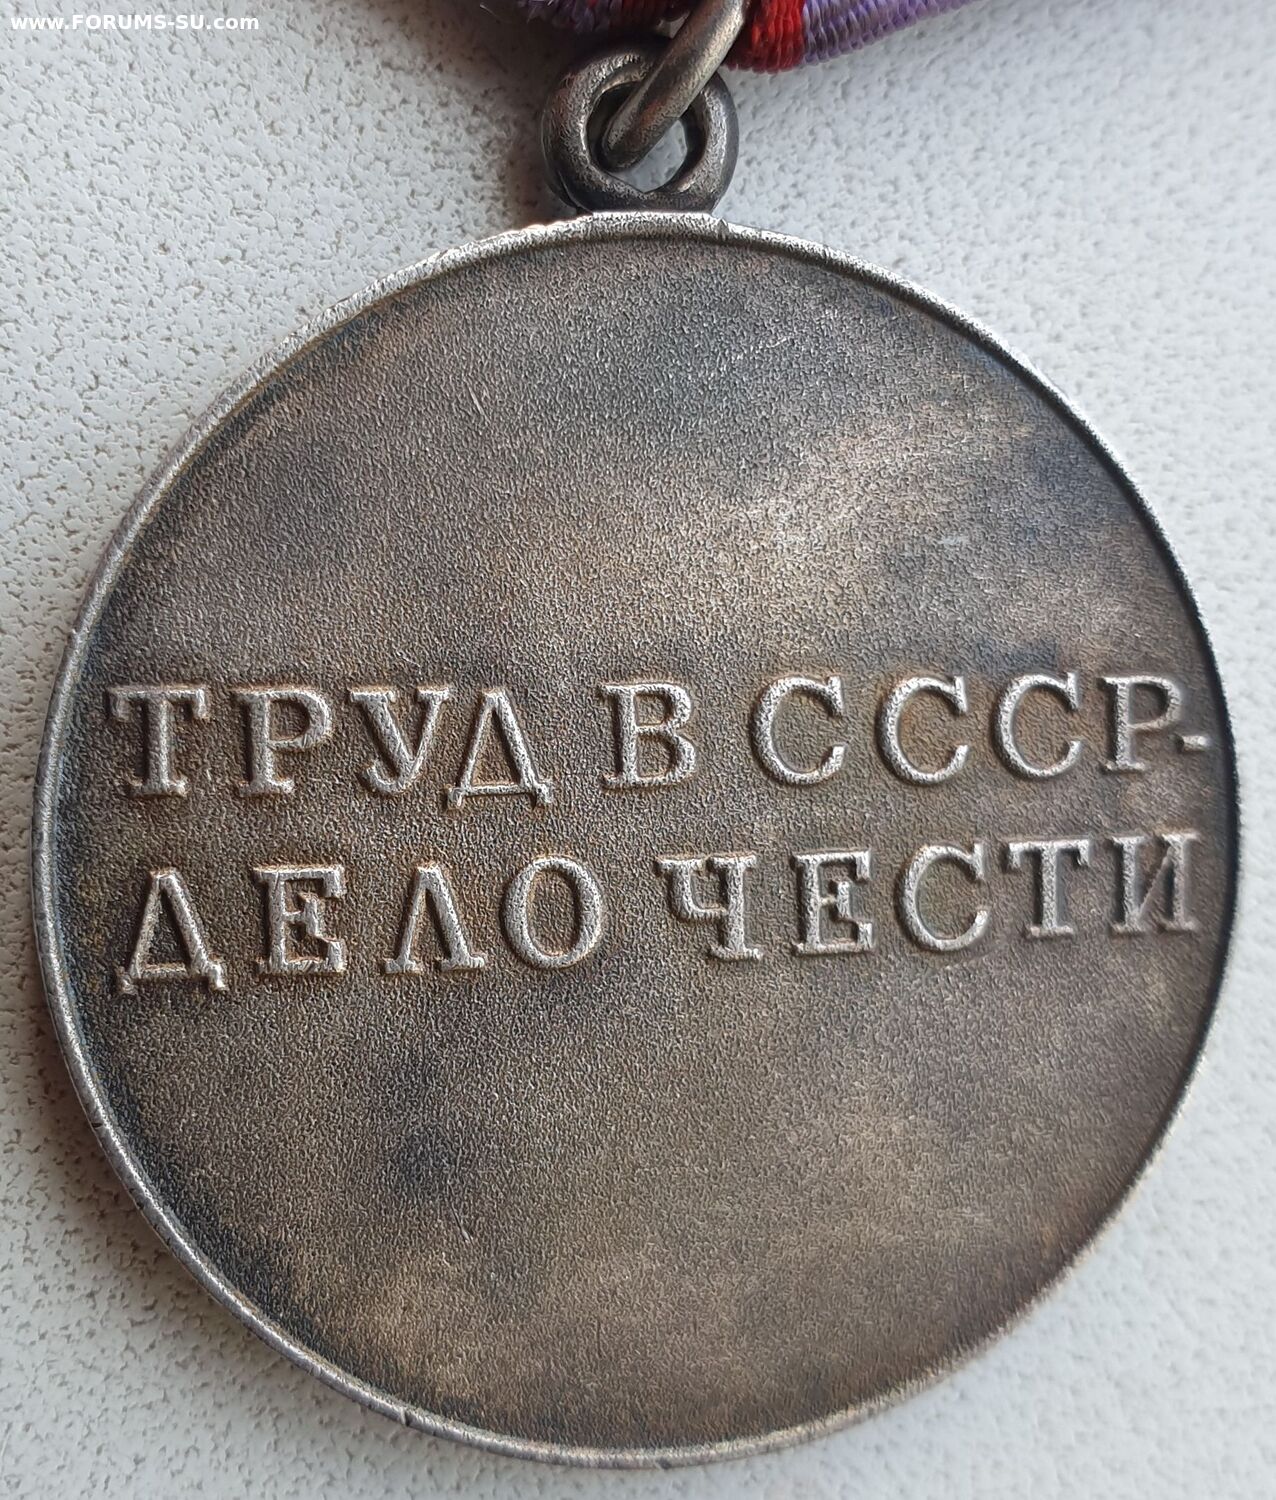 www.FORUMS-SU.com
ТРУД В СССР-
ДЕЛО ЧЕСТИ